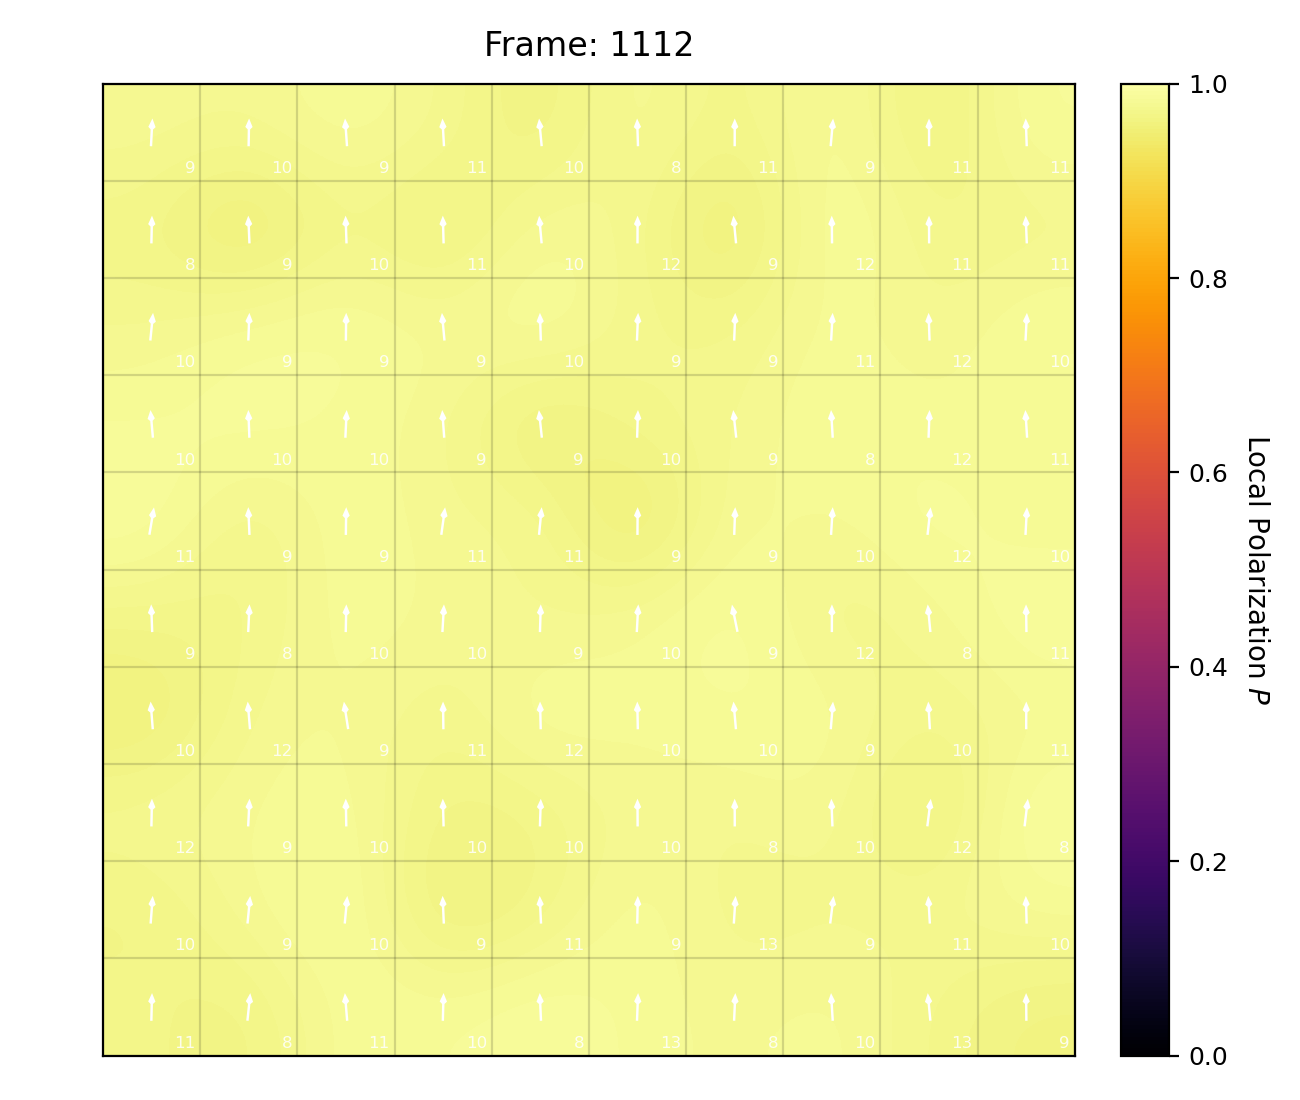 Frame: 1112
9 10 9 11 10 8 11 9 11 11
8 9 10 11 10 12 9 12 11 11
10 9 9 9 10 9 9 11 12 10
10 10 10 9 9 10 9 8 12 11
11 9 9 11 11 9 9 10 12 10
9 8 10 10 9 10 9 12 8 11
10 12 9 11 12 10 10 9 10 11
12 9 10 10 10 10 8 10 12 8
10 9 10 9 11 9 13 9 11 10
11 8 11 10 8 13 8 10 13 9
1.0
0.8
0.6
0.4
0.2
0.0
Local Polarization P